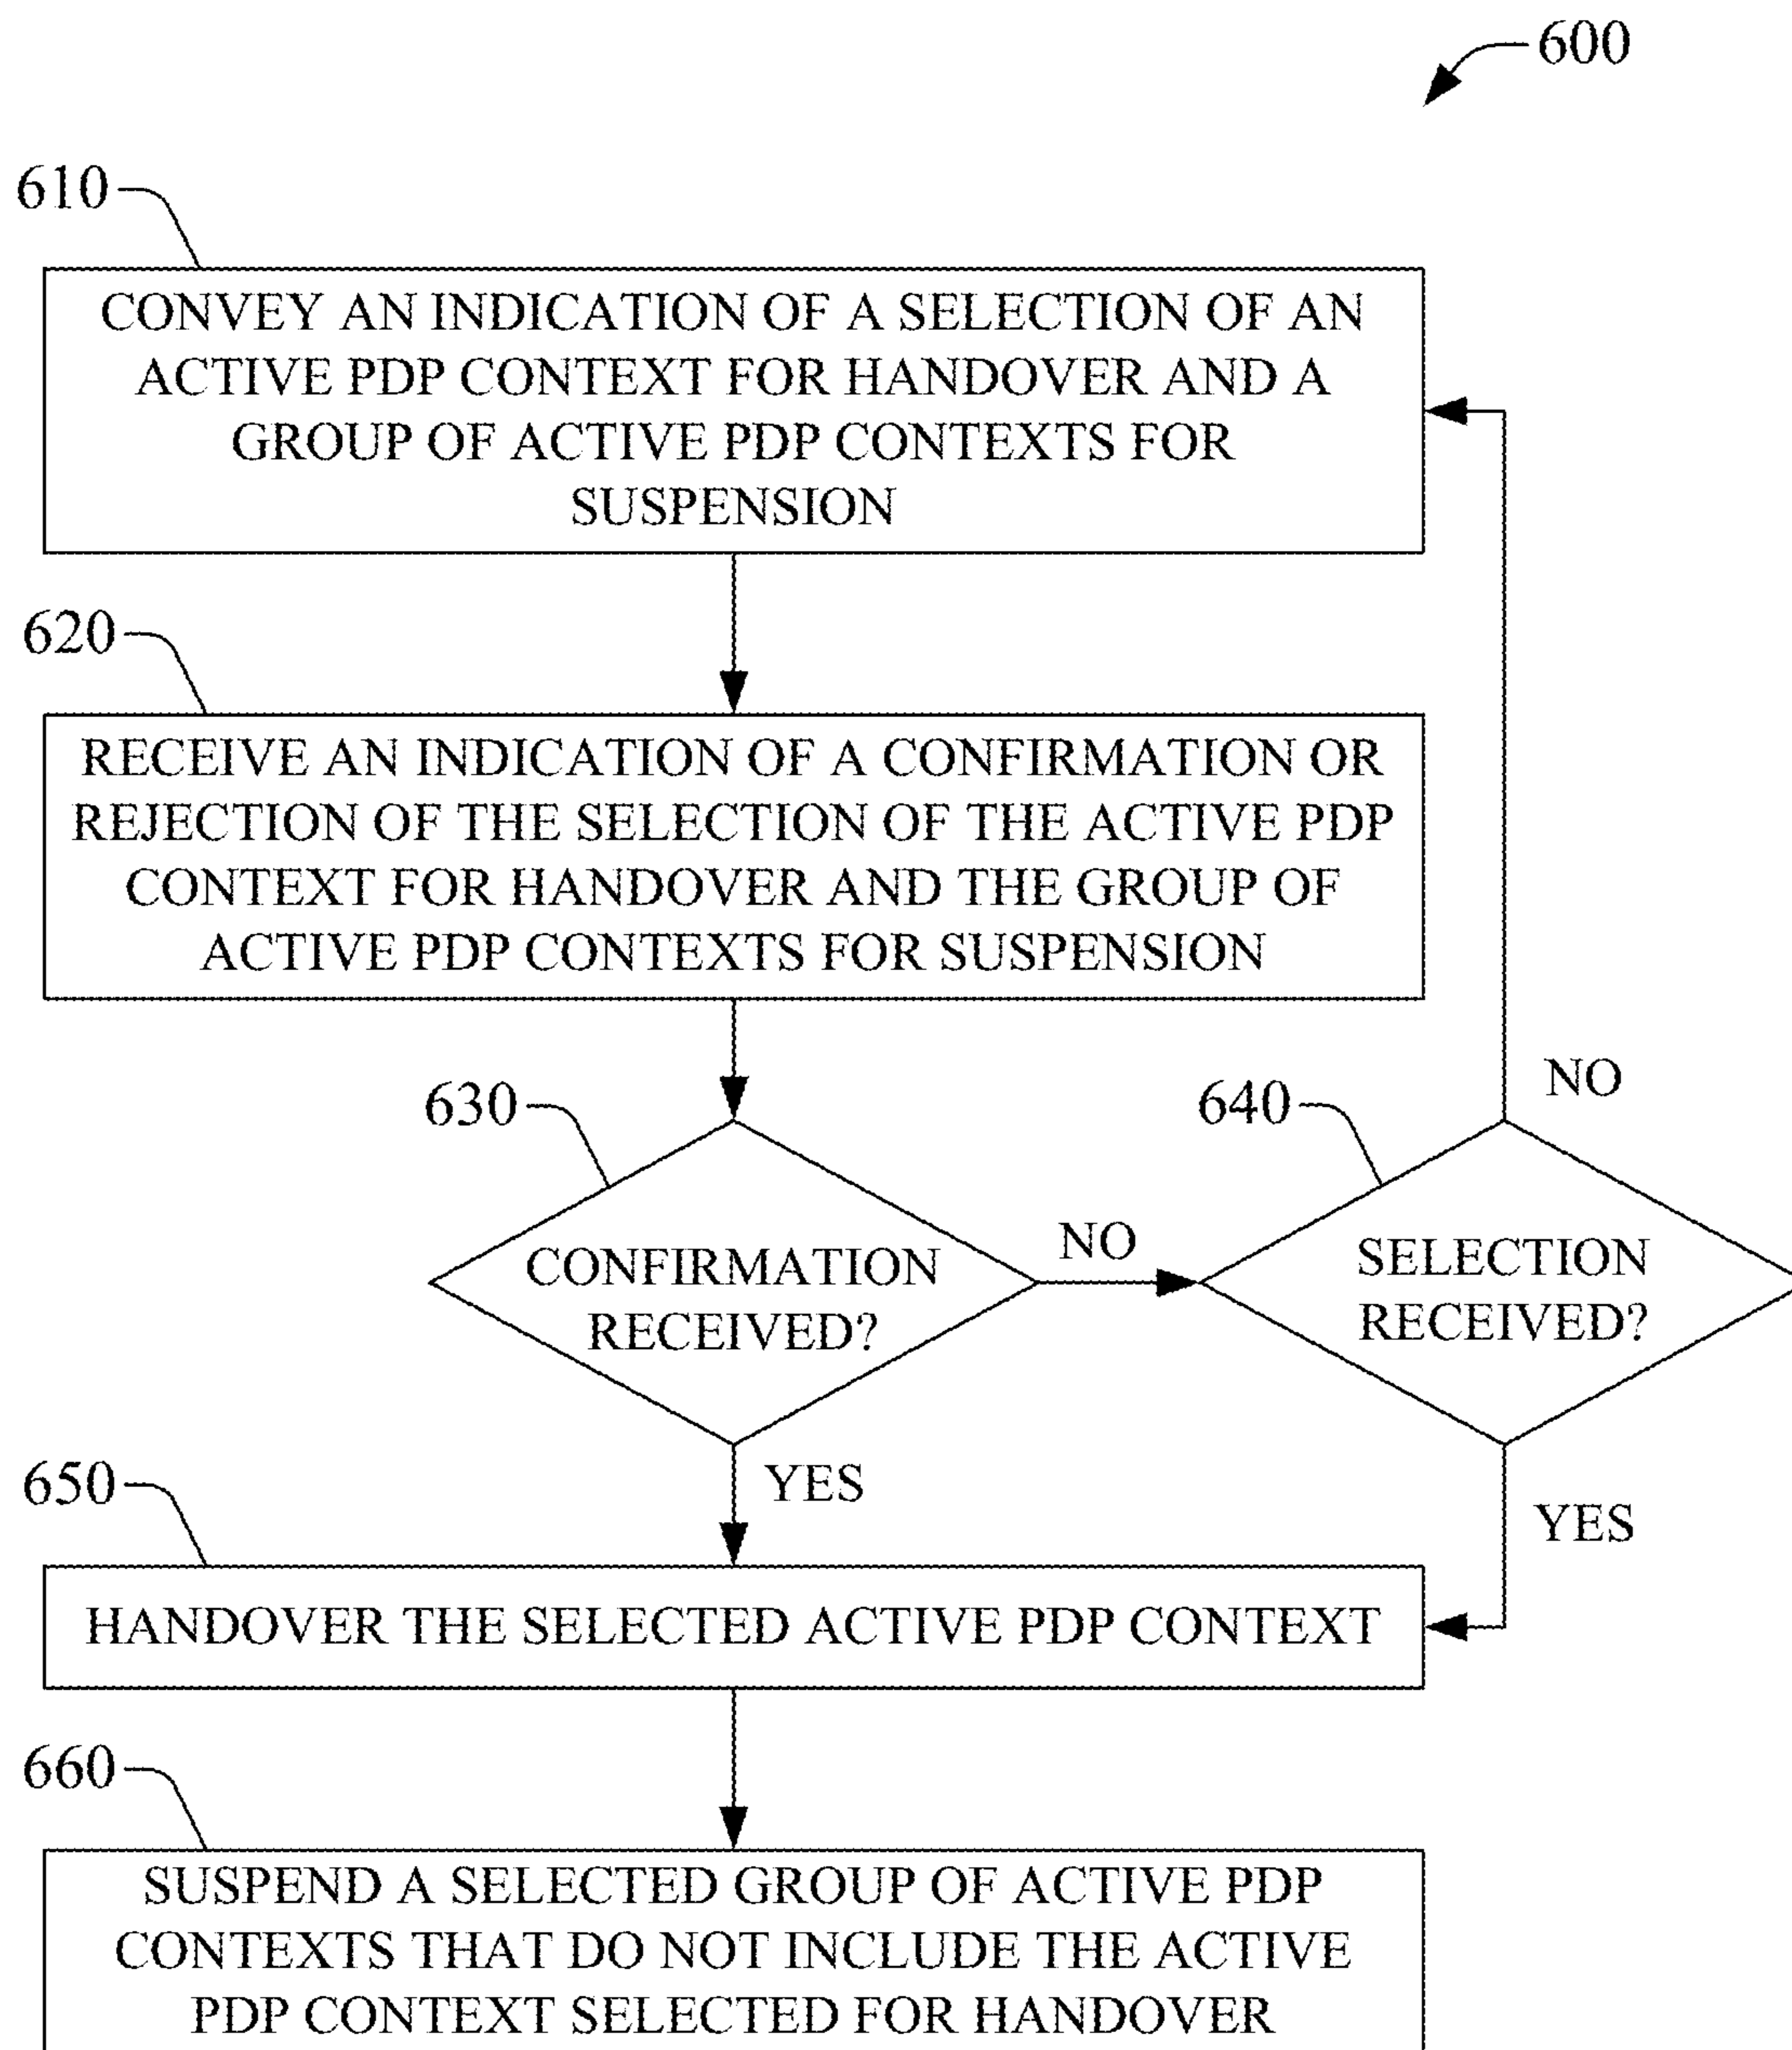 600
610
CONVEY AN INDICATION OF A SELECTION OF AN
ACTIVE PDP CONTEXT FOR HANDOVER AND A
GROUP OF ACTIVE PDP CONTEXTS FOR
SUSPENSION
620
RECEIVE AN INDICATION OF A CONFIRMATION OR
REJECTION OF THE SELECTION OF THE ACTIVE PDP
CONTEXT FOR HANDOVER AND THE GROUP OF
ACTIVE PDP CONTEXTS FOR SUSPENSION
630
CONFIRMATION
RECEIVED?
NO
640
NO
SELECTION
RECEIVED?
YES
YES
650
HANDOVER THE SELECTED ACTIVE PDP CONTEXT
660
SUSPEND A SELECTED GROUP OF ACTIVE PDP
CONTEXTS THAT DO NOT INCLUDE THE ACTIVE
PDP CONTEXT SELECTED FOR HANDOVER